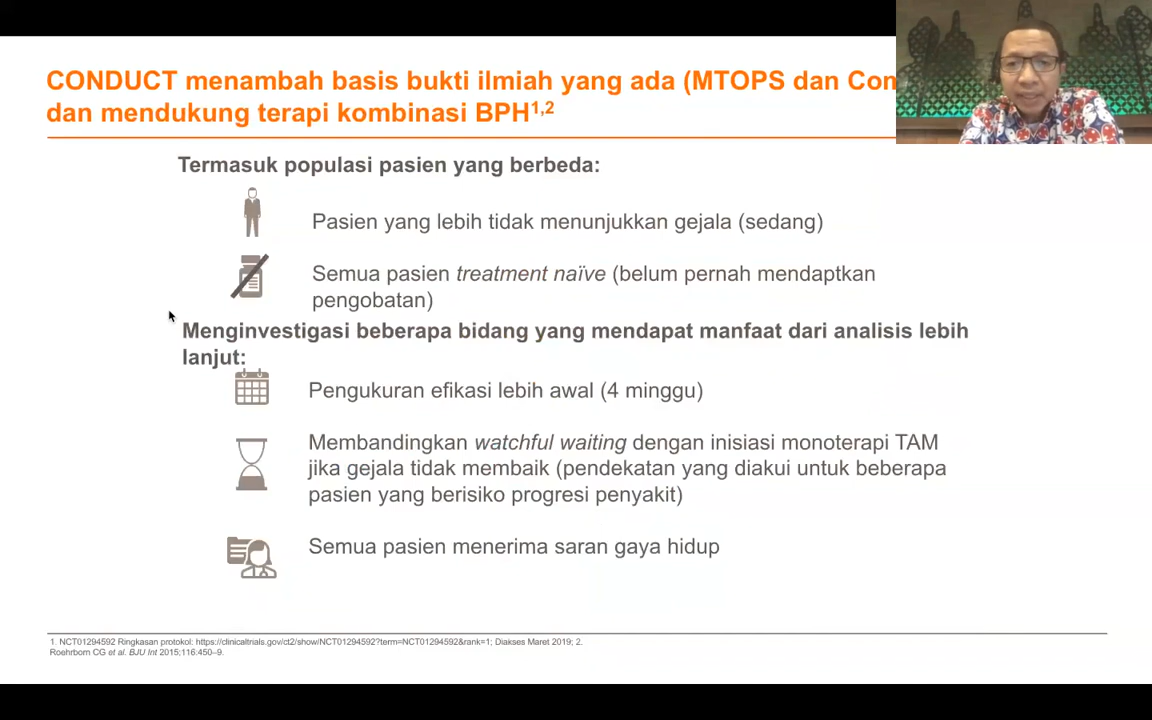 CONDUCT menambah basis bukti ilmiah yang ada (MTOPS dan
dan mendukung terapi kombinasi BPH1,2
Termasuk populasi pasien yang berbeda:
Pasien yang lebih tidak menunjukkan gejala (sedang)
Semua pasien treatment naïve (belum pernah mendaptkan
pengobatan)
Menginvestigasi beberapa bidang yang mendapat manfaat dari analisis lebih
lanjut:
Pengukuran efikasi lebih awal (4 minggu)
Membandingkan watchful waiting dengan inisiasi monoterapi TAM
jika gejala tidak membaik (pendekatan yang diakui untuk beberapa
pasien yang berisiko progresi penyakit)
Semua pasien menerima saran gaya hidup
1. NCT01294592 Ringkasan protokol: https://clinicaltrials.gov/ct2/show/NCT01294592?term=NCT01294592&rank=1; Diakses Maret 2019; 2.
Roehrborn CG et al. BJU Int 2015;116:450–9.